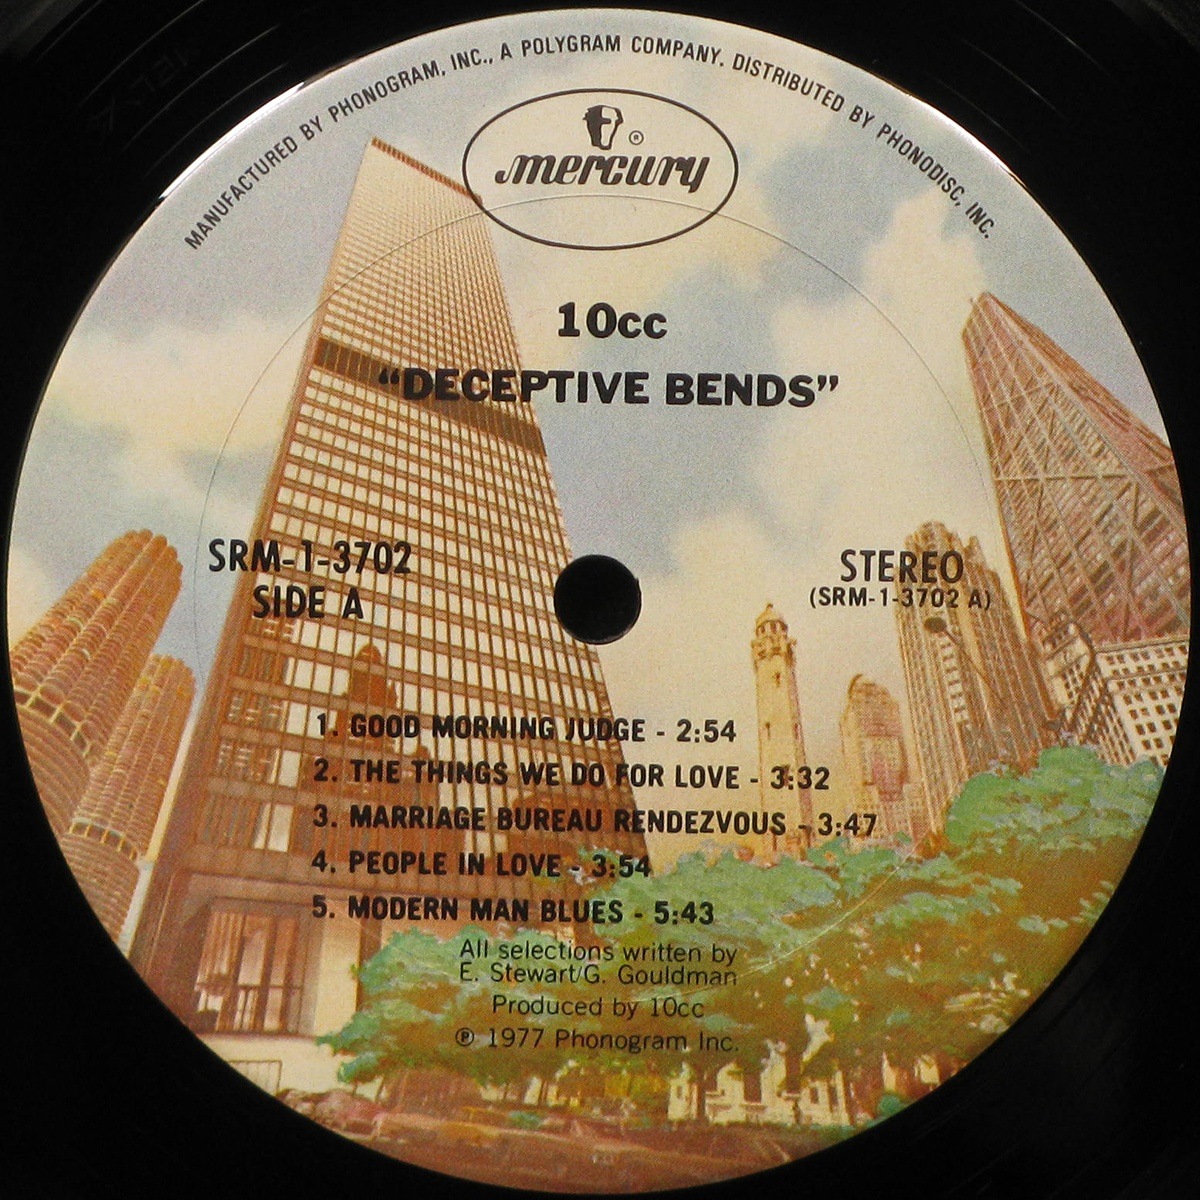 MANUFACTURED BY PHONOGRAM, INC., A POLYGRAM COMPANY. DISTRIBUTED BY PHONODISC, INC.
®
mercury
10cc
“DECEPTIVE BENDS”
SRM-1-3702
SIDE A
STEREO
(SRM-1-3702 A)
1. GOOD MORNING JUDGE - 2:54
2. THE THINGS WE DO FOR LOVE - 3:32
3. MARRIAGE BUREAU RENDEZVOUS - 3:47
4. PEOPLE IN LOVE - 3:54
5. MODERN MAN BLUES - 5:43
All selections written by
E. Stewart/G. Gouldman
Produced by 10cc
℗ 1977 Phonogram Inc.